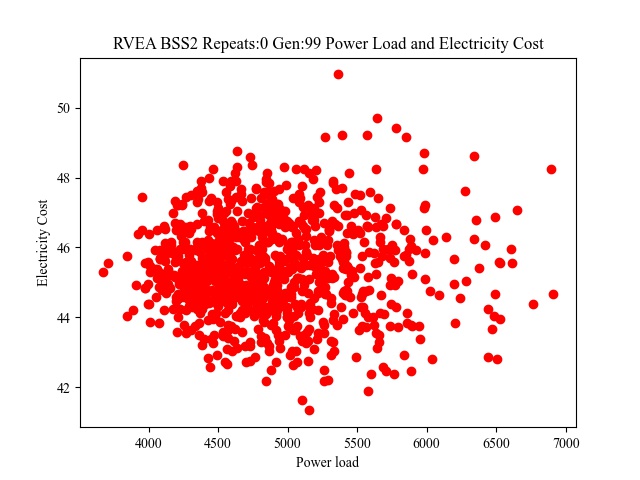 RVEA BSS2 Repeats:0 Gen:99 Power Load and Electricity Cost
Electricity Cost
50
48
46
44
42
4000 4500 5000 5500 6000 6500 7000
Power load